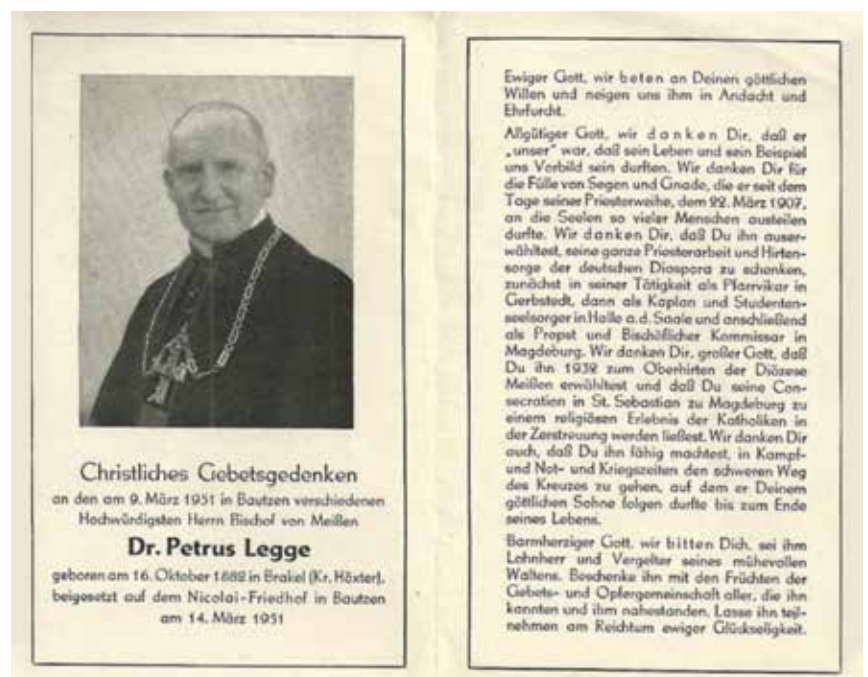 Christliches Gebetsgedenken
an den am 9. März 1951 in Bautzen verschiedenen
Hochwürdigsten Herrn Bischof von Meißen
Dr. Petrus Legge
geboren am 16. Oktober 1882 in Brakel (Kr. Höxter),
beigesetzt auf dem Nicolai-Friedhof in Bautzen
am 14. März 1951
Ewiger Gott, wir beten an Deinen göttlichen
Willen und neigen uns ihm in Andacht und
Ehrfurcht.
Allgütiger Gott, wir danken Dir, daß er
„unser" war, daß sein Leben und sein Beispiel
uns Vorbild sein durften. Wir danken Dir für
die Fülle von Segen und Gnade, die er seit dem
Tage seiner Priesterweihe, dem 22. März 1907,
an die Seelen so vieler Menschen austeilen
durfte. Wir danken Dir, daß Du ihn auser-
wähltest, seine ganze Priesterarbeit und Hirten-
sorge der deutschen Diaspora zu schenken,
zunächst in seiner Tätigkeit als Pfarrvikar in
Gerbstedt, dann als Kaplan und Studenten-
seelsorger in Halle a.d. Saale und anschließend
als Propst und Bischöflicher Kommissar in
Magdeburg. Wir danken Dir, großer Gott, daß
Du ihn 1932 zum Oberhirten der Diözese
Meißen erwähltest und daß Du seine Con-
secration in St. Sebastian zu Magdeburg zu
einem religiösen Erlebnis der Katholiken in
der Zerstreuung werden ließest. Wir danken Dir
auch, daß Du ihn fähig machtest, in Kampf-
und Not- und Kriegszeiten den schweren Weg
des Kreuzes zu gehen, auf dem er Deinem
göttlichen Sohne folgen durfte bis zum Ende
seines Lebens.
Barmherziger Gott, wir bitten Dich, sei ihm
Lohnherr und Vergelter seines mühevollen
Waltens. Beschenke ihn mit den Früchten der
Gebets- und Opfergemeinschaft aller, die ihn
kannten und ihm nahestanden. Lasse ihn teil-
nehmen am Reichtum ewiger Glückseligkeit.